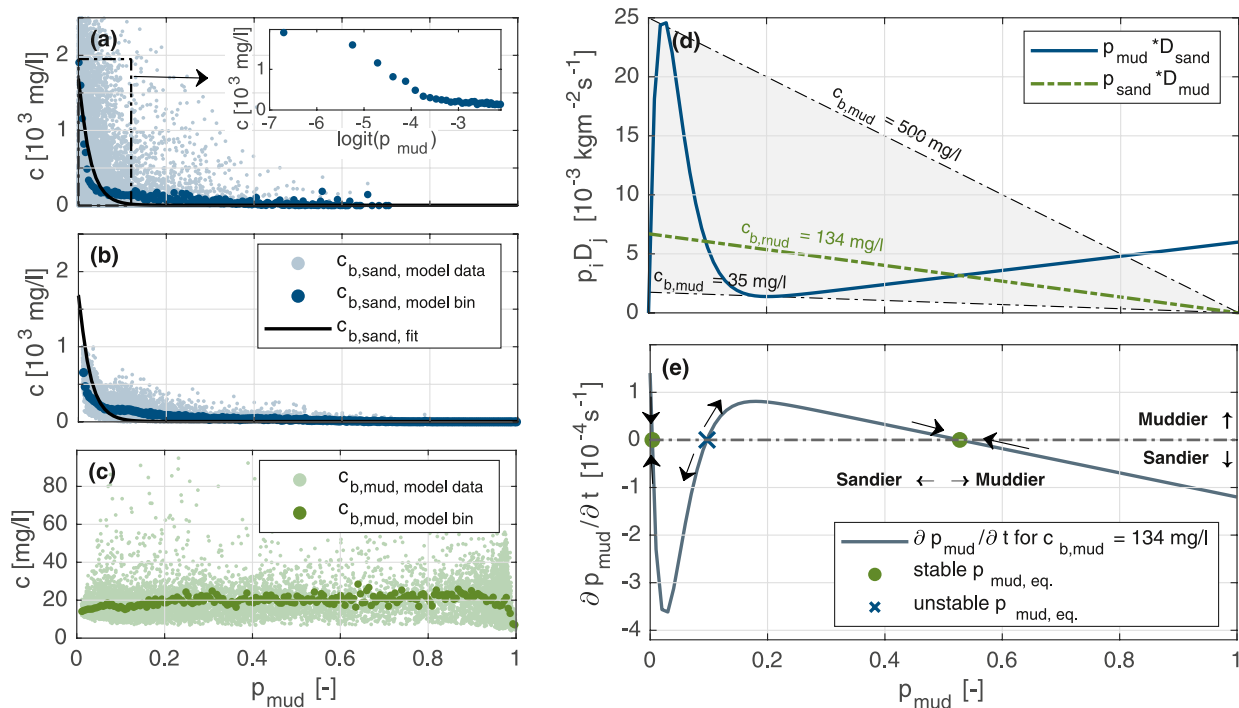 (a)
c [10³ mg/l]
2
1
0
c [10³ mg/l]
1
0
-7 -6 -5 -4 -3
logit(p mud)
(b)
c [10³ mg/l]
2
1
0
c b,sand, model data
c b,sand, model bin
c b,sand, fit
(c)
c [mg/l]
80
60
40
20
0
c b,mud, model data
c b,mud, model bin
0 0.2 0.4 0.6 0.8 1
p mud [-]
(d)
p i D j [10⁻³ kgm⁻²s⁻¹]
25
20
15
10
5
0
p mud *D sand
p sand *D mud
c b,mud = 500 mg/l
c b,mud = 134 mg/l
c b,mud = 35 mg/l
(e)
∂ p mud/∂ t [10⁻⁴s⁻¹]
1
0
-1
-2
-3
-4
Muddier ↑
Sandier ↓
Sandier ← → Muddier
∂ p mud/∂ t for c b,mud = 134 mg/l
stable p mud, eq.
unstable p mud, eq.
0 0.2 0.4 0.6 0.8 1
p mud [-]